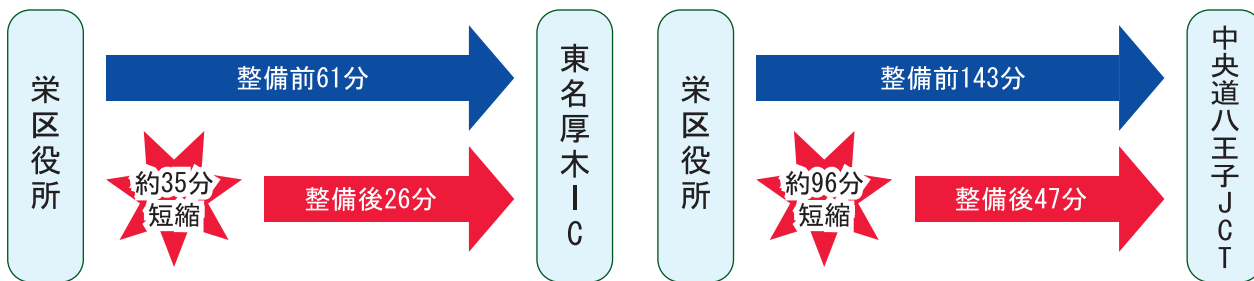 栄区役所
整備前61分
約35分
短縮
整備後26分
東名厚木IC
栄区役所
整備前143分
約96分
短縮
整備後47分
中央道八王子JCT